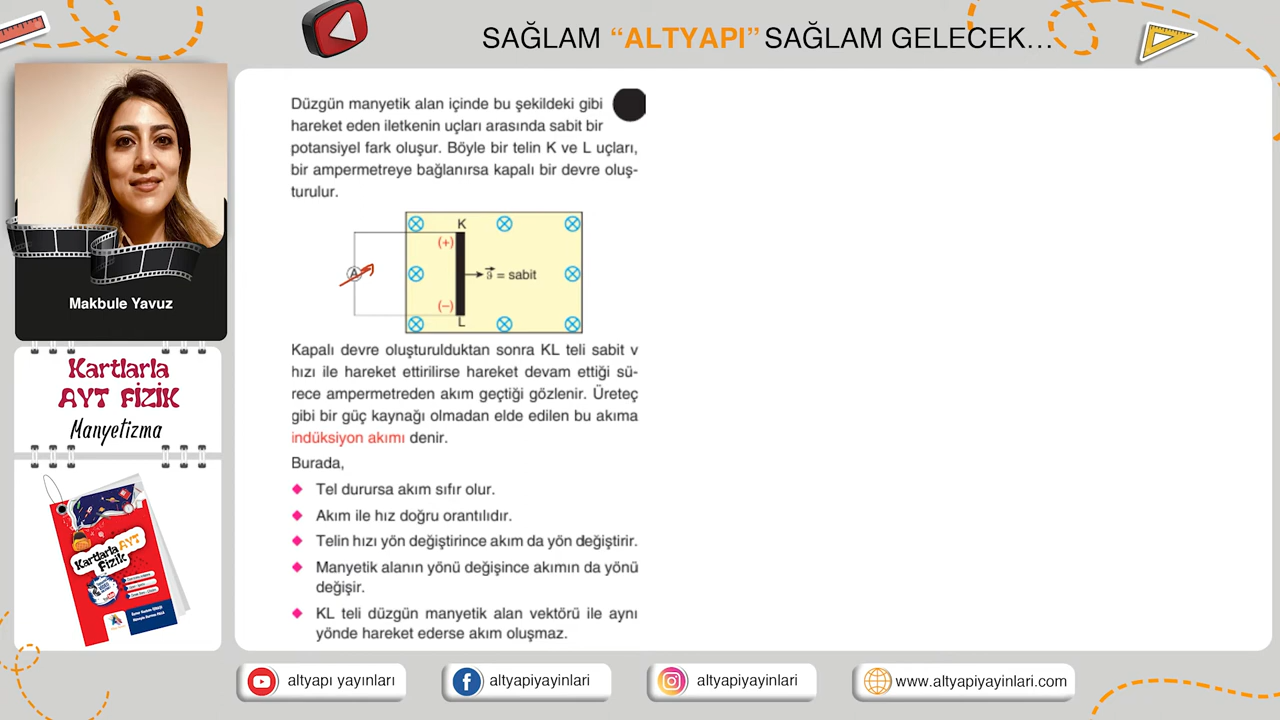 SAĞLAM “ALTYAPI” SAĞLAM GELECEK...
Makbule Yavuz
Kartlarla
AYT FİZİK
Manyetizma
Kartlarla AYT
Fizik
Düzgün manyetik alan içinde bu şekildeki gibi
hareket eden iletkenin uçları arasında sabit bir
potansiyel fark oluşur. Böyle bir telin K ve L uçları,
bir ampermetreye bağlanırsa kapalı bir devre oluş-
turulur.
K
(+)
A
ϑ = sabit
(–)
L
Kapalı devre oluşturulduktan sonra KL teli sabit v
hızı ile hareket ettirilirse hareket devam ettiği sü-
rece ampermetreden akım geçtiği gözlenir. Üreteç
gibi bir güç kaynağı olmadan elde edilen bu akıma
indüksiyon akımı denir.
Burada,
Tel durursa akım sıfır olur.
Akım ile hız doğru orantılıdır.
Telin hızı yön değiştirince akım da yön değiştirir.
Manyetik alanın yönü değişince akımın da yönü
değişir.
KL teli düzgün manyetik alan vektörü ile aynı
yönde hareket ederse akım oluşmaz.
altyapı yayınları
altyapiyayinlari
altyapiyayinlari
www.altyapiyayinlari.com